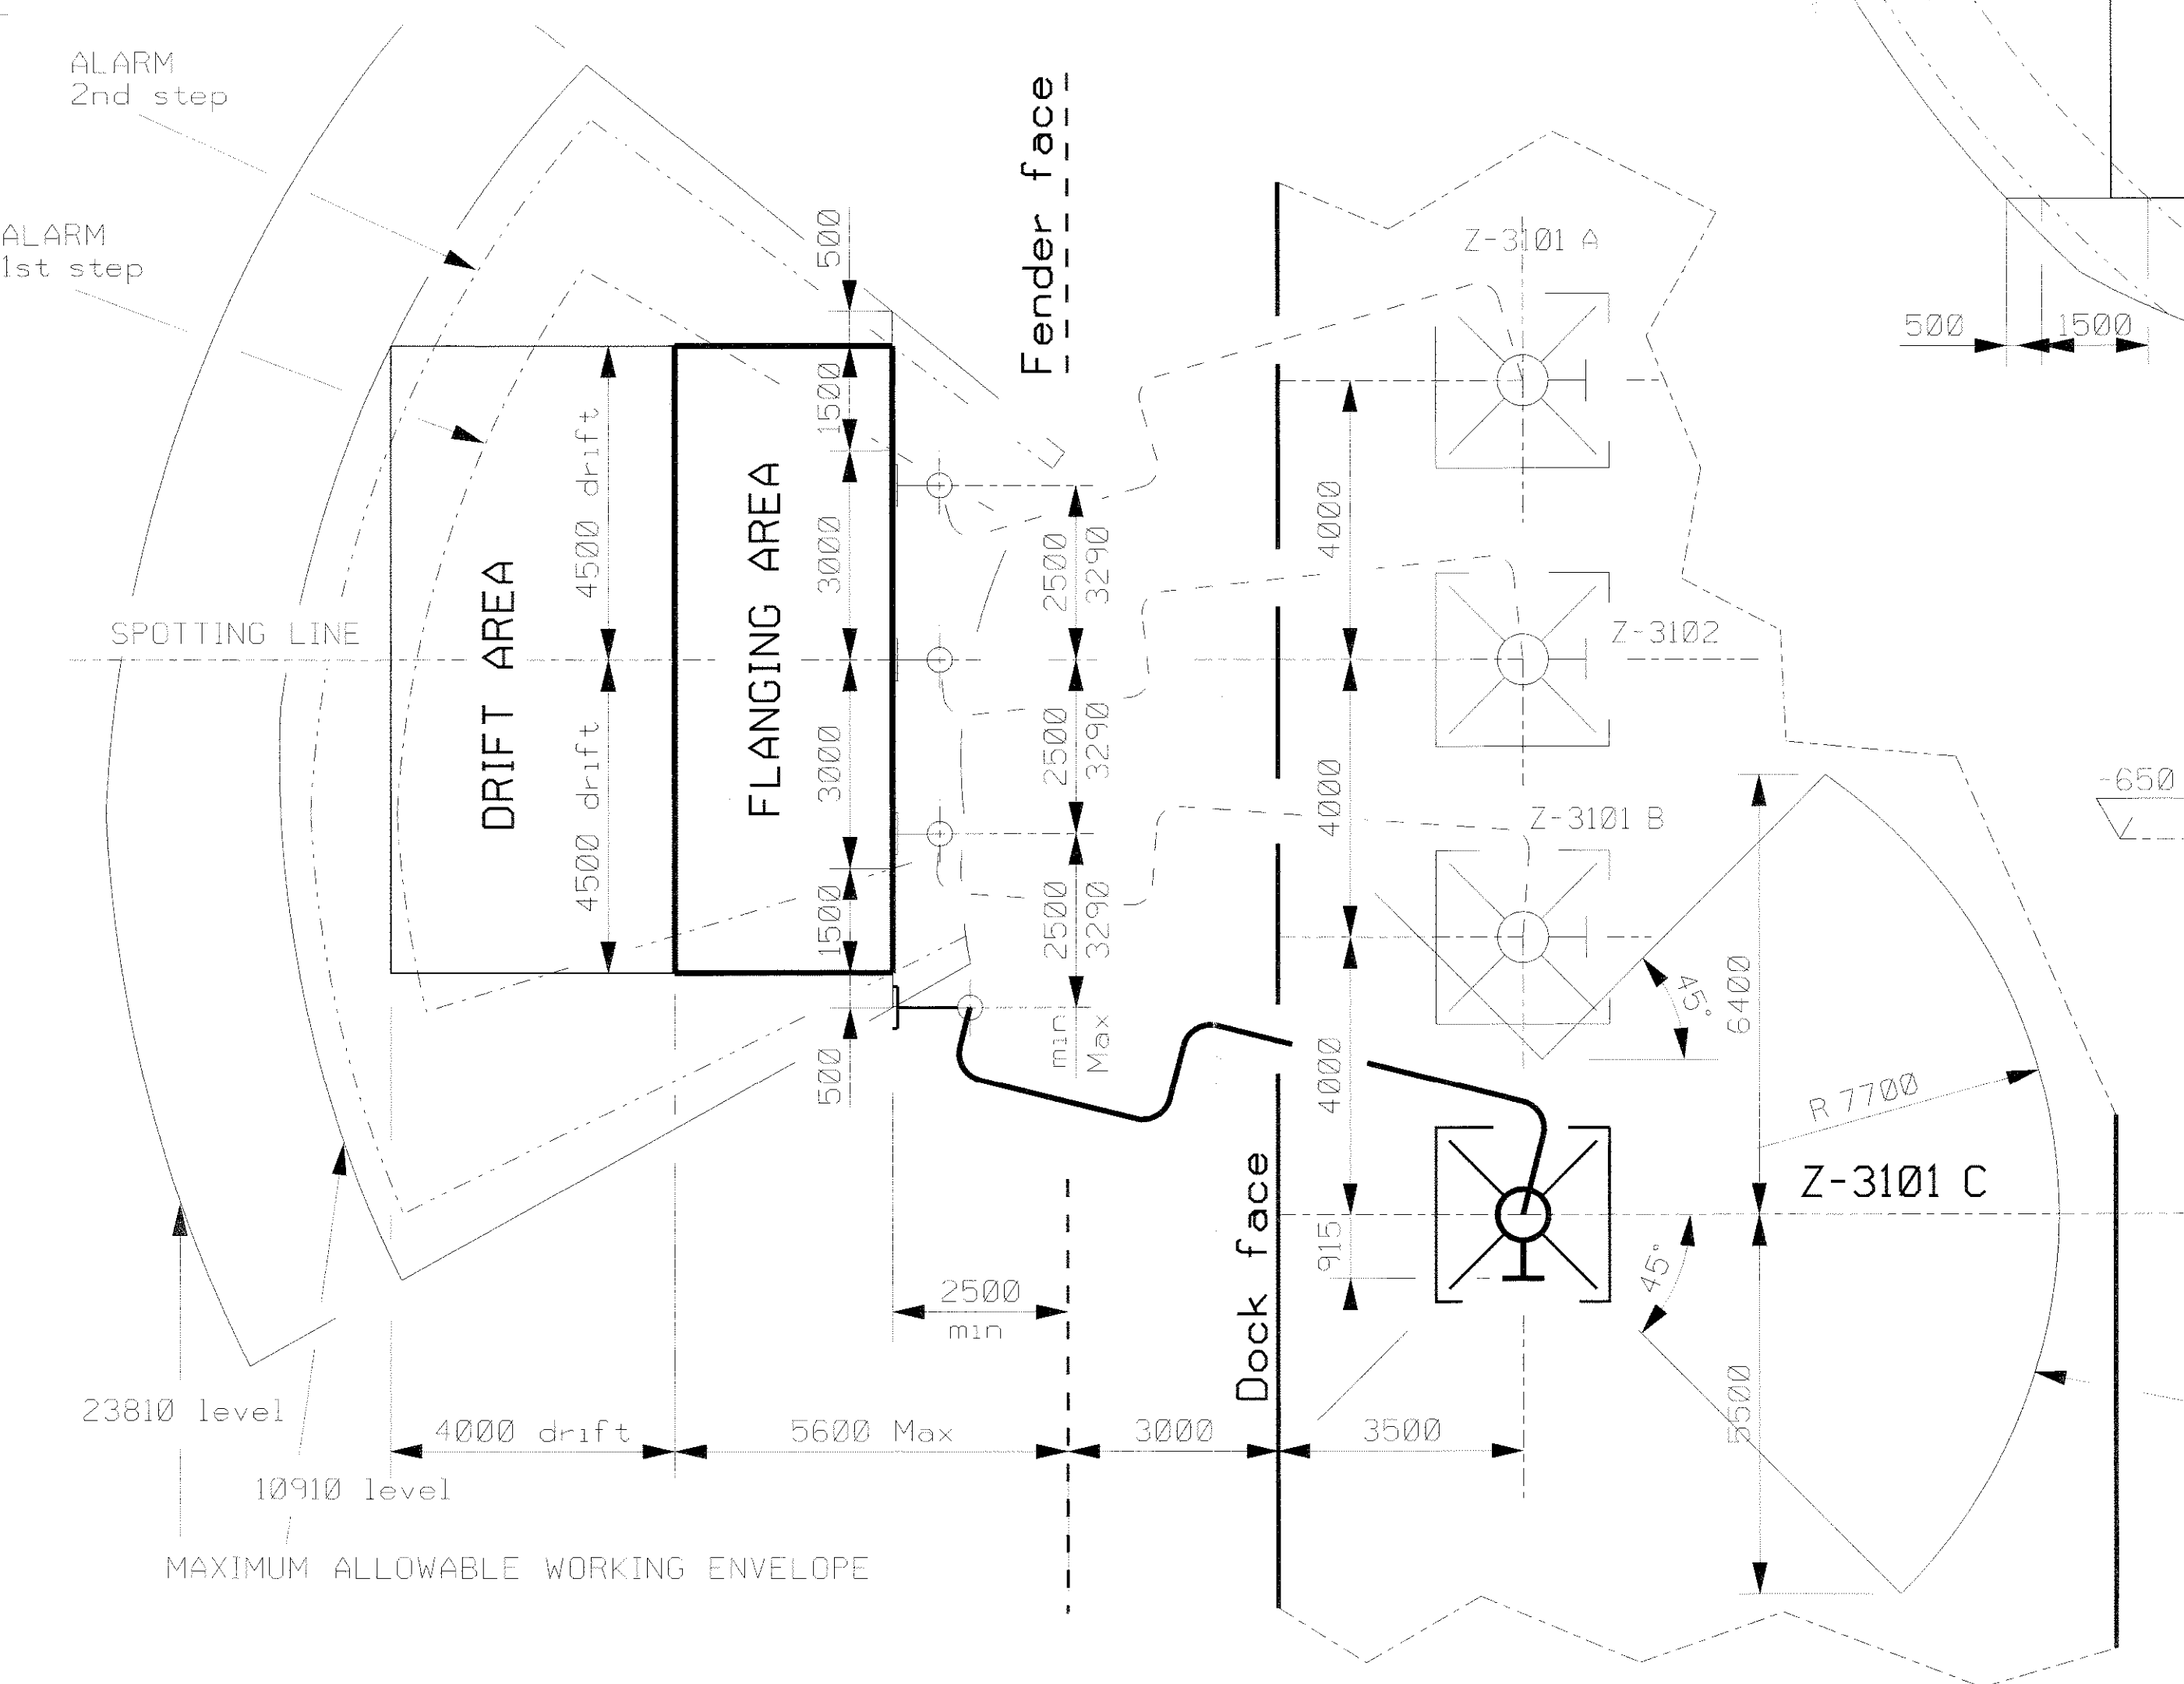 ALARM
2nd step
ALARM
1st step
Fender face
500
Z-3101 A
500
1500
1500
4500 drift
FLANGING AREA
3000
2500
3290
4000
DRIFT AREA
SPOTTING LINE
Z-3102
4500 drift
3000
2500
3290
4000
-650
Z-3101 B
1500
2500
3290
min
Max
500
45°
6400
4000
R 7700
Z-3101 C
Dock face
915
45°
2500
min
5500
23810 level
4000 drift
5600 Max
3000
3500
10910 level
MAXIMUM ALLOWABLE WORKING ENVELOPE